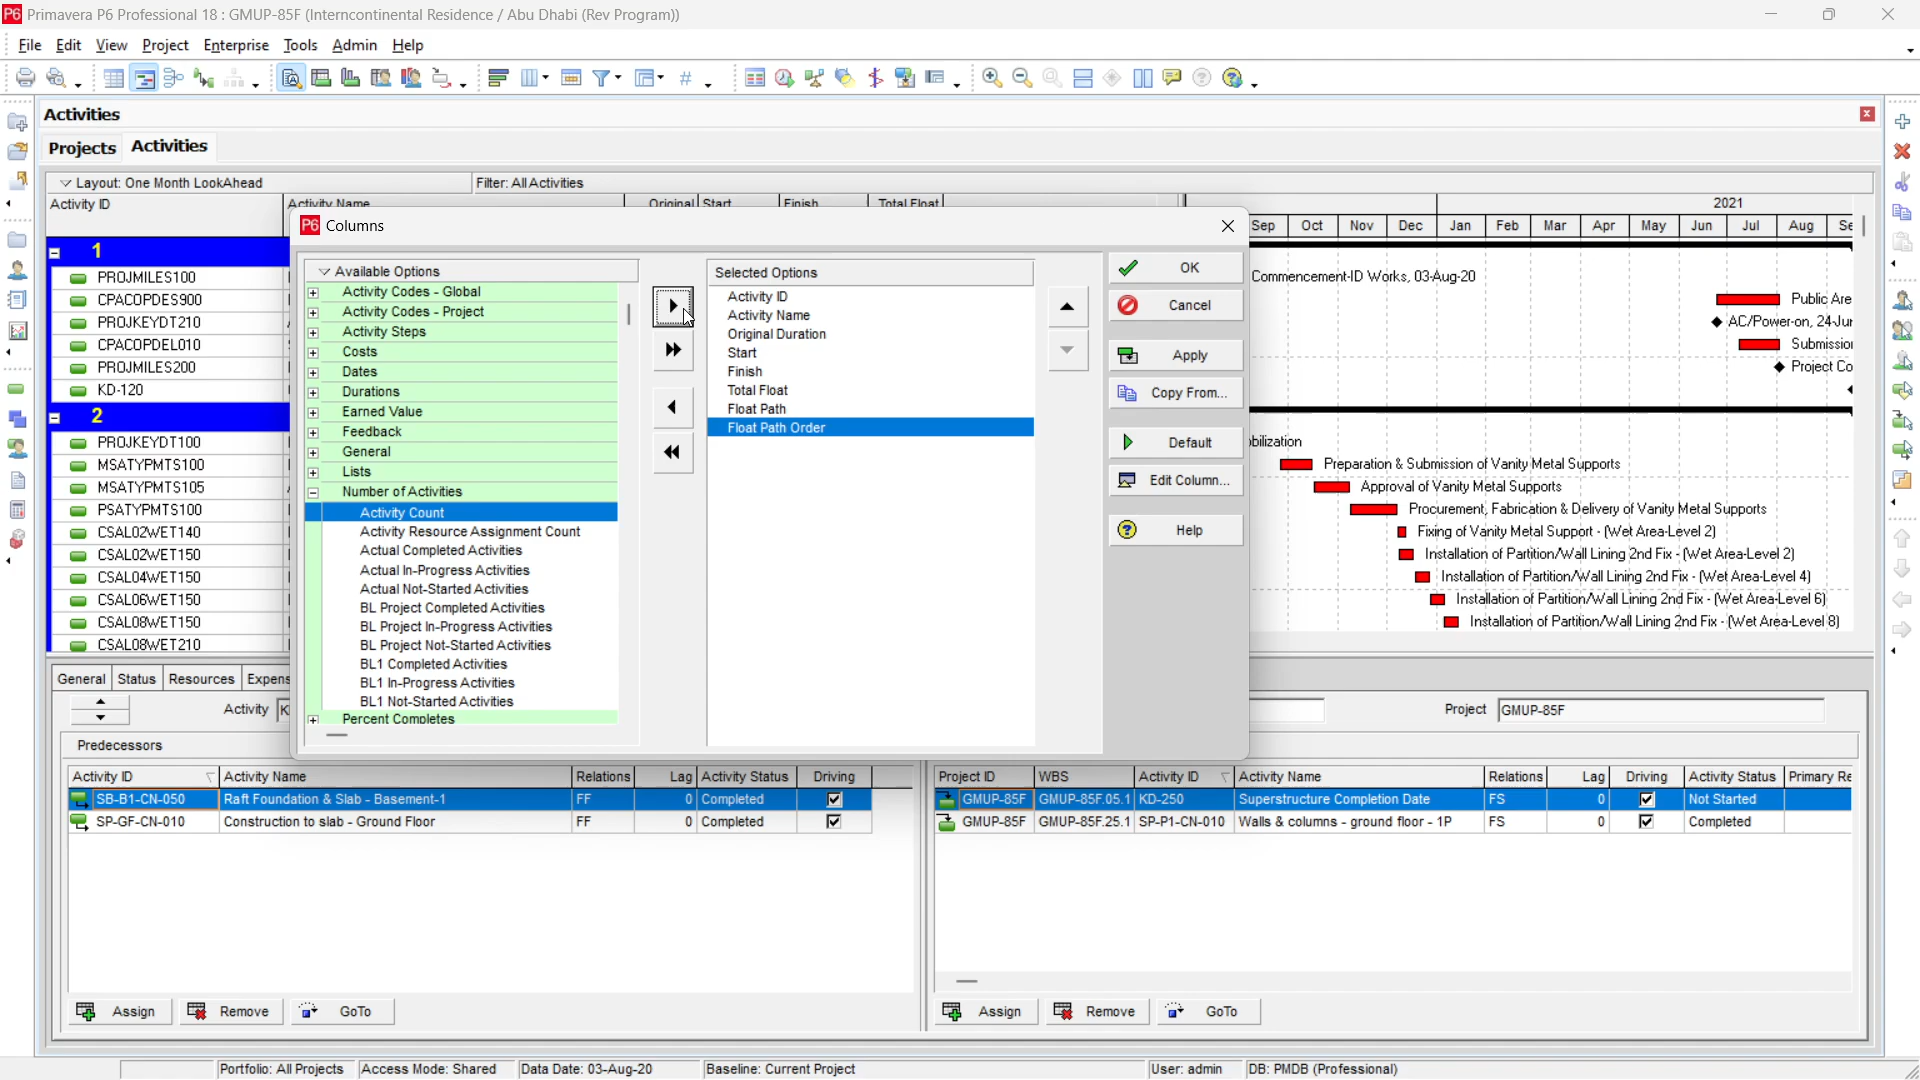 P6 Primavera P6 Professional 18 : GMUP-85F (Interncontinental Residence / Abu Dhabi (Rev Program))
File Edit View Project Enterprise Tools Admin Help
Activities
Projects Activities
Layout: One Month LookAhead Filter: All Activities
Activity ID Activity Name Original Start Finish Total Float 2021
Sep Oct Nov Dec Jan Feb Mar Apr May Jun Jul Aug Se
1
PROJMILES100
CPACOPDES900
PROJKEYDT210
CPACOPDEL010
PROJMILES200
KD-120
2
PROJKEYDT100
MSATYPMTS100
MSATYPMTS105
PSATYPMTS100
CSAL02WET140
CSAL02WET150
CSAL04WET150
CSAL06WET150
CSAL08WET150
CSAL08WET210
Commencement-ID Works, 03-Aug-20
Public Are
AC/Power-on, 24-Jur
Submission
Project Co
bilization
Preparation & Submission of Vanity Metal Supports
Approval of Vanity Metal Supports
Procurement, Fabrication & Delivery of Vanity Metal Supports
Fixing of Vanity Metal Support - (Wet Area-Level 2)
Installation of Partition/Wall Lining 2nd Fix - (Wet Area-Level 2)
Installation of Partition/Wall Lining 2nd Fix - (Wet Area-Level 4)
Installation of Partition/Wall Lining 2nd Fix - (Wet Area-Level 6)
Installation of Partition/Wall Lining 2nd Fix - (Wet Area-Level 8)
P6 Columns
Available Options
Activity Codes - Global
Activity Codes - Project
Activity Steps
Costs
Dates
Durations
Earned Value
Feedback
General
Lists
Number of Activities
Activity Count
Activity Resource Assignment Count
Actual Completed Activities
Actual In-Progress Activities
Actual Not-Started Activities
BL Project Completed Activities
BL Project In-Progress Activities
BL Project Not-Started Activities
BL1 Completed Activities
BL1 In-Progress Activities
BL1 Not-Started Activities
Percent Completes
Selected Options
Activity ID
Activity Name
Original Duration
Start
Finish
Total Float
Float Path
Float Path Order
OK
Cancel
Apply
Copy From...
Default
Edit Column...
Help
General Status Resources Expens
Activity K Project GMUP-85F
Predecessors
Activity ID Activity Name Relations Lag Activity Status Driving
SB-B1-CN-050 Raft Foundation & Slab - Basement-1 FF 0 Completed
SP-GF-CN-010 Construction to slab - Ground Floor FF 0 Completed
Project ID WBS Activity ID Activity Name Relations Lag Driving Activity Status Primary Re
GMUP-85F GMUP-85F.05.1 KD-250 Superstructure Completion Date FS 0 Not Started
GMUP-85F GMUP-85F.25.1 SP-P1-CN-010 Walls & columns - ground floor - 1P FS 0 Completed
Assign Remove GoTo Assign Remove GoTo
Portfolio: All Projects Access Mode: Shared Data Date: 03-Aug-20 Baseline: Current Project User: admin DB: PMDB (Professional)